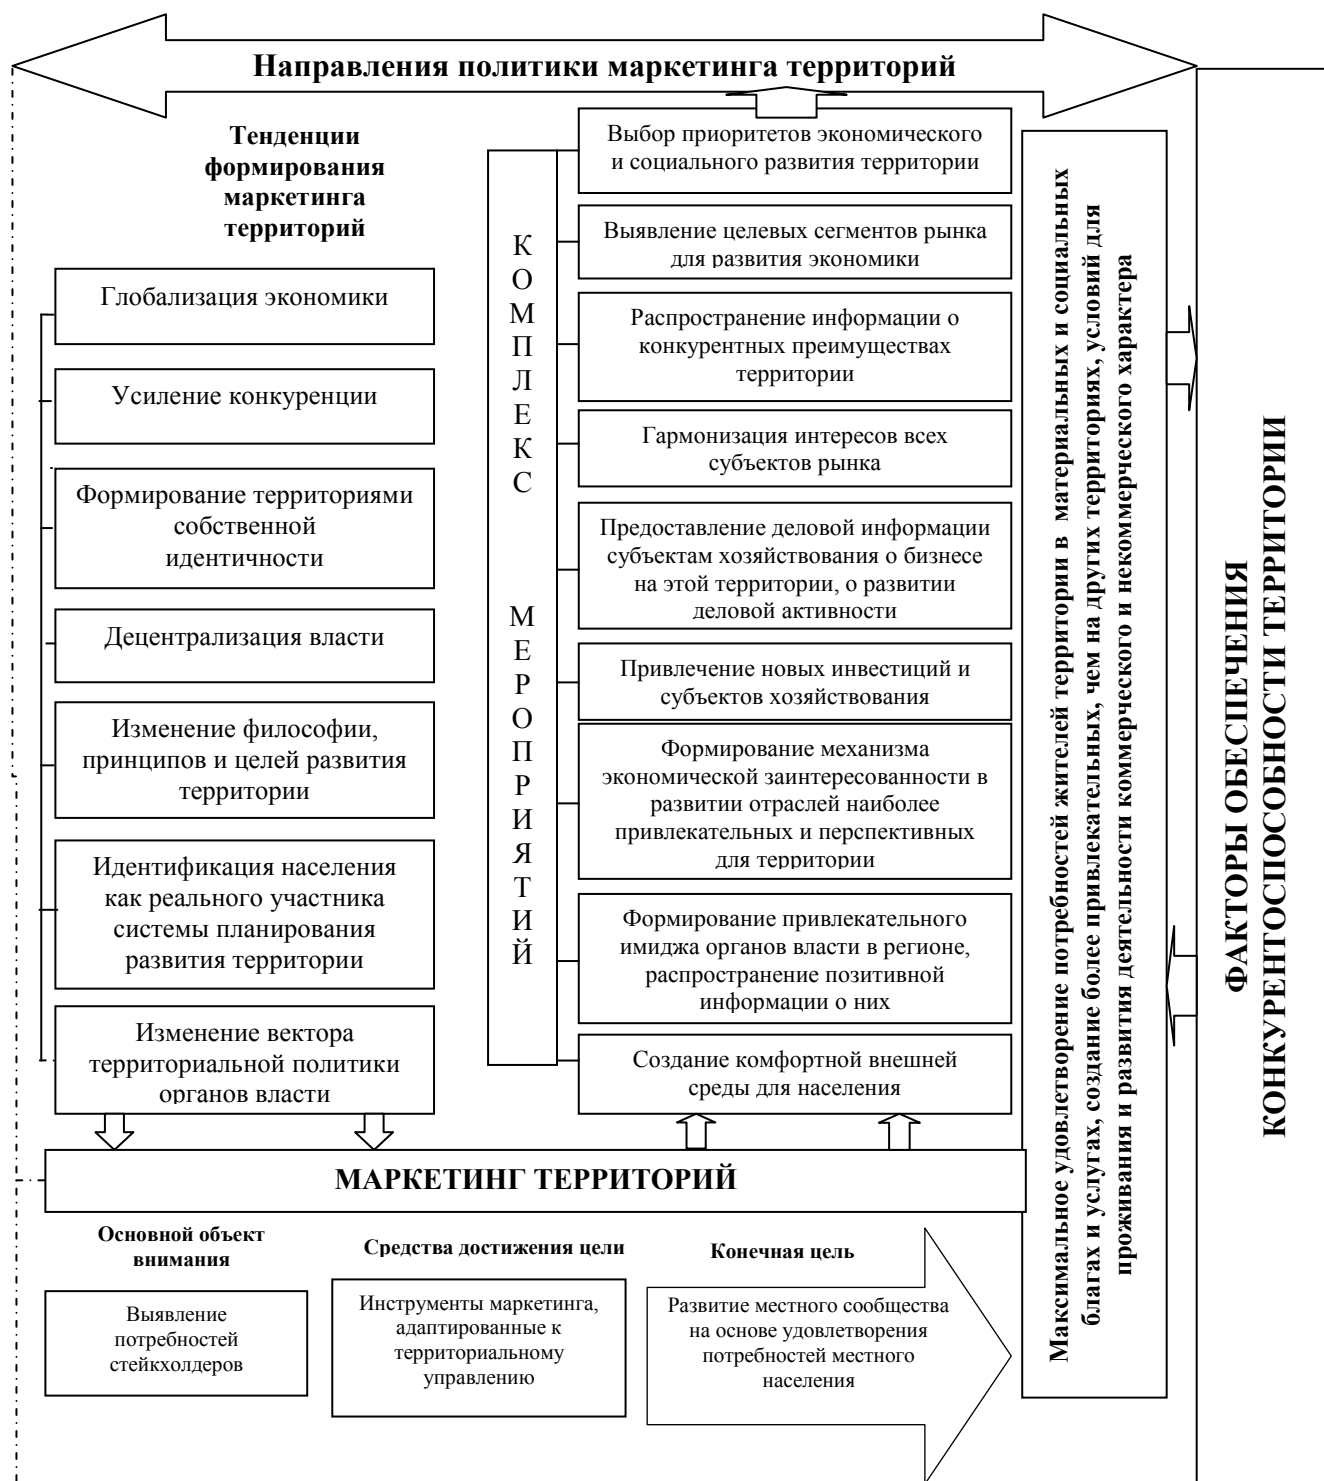 Направления политики маркетинга территорий
Тенденции
формирования
маркетинга
территорий
Глобализация экономики
Усиление конкуренции
Формирование территориями
собственной
идентичности
Децентрализация власти
Изменение философии,
принципов и целей развития
территории
Идентификация населения
как реального участника
системы планирования
развития территории
Изменение вектора
территориальной политики
органов власти
КОМПЛЕКС
МЕРОПРИЯТИЙ
Выбор приоритетов экономического
и социального развития территории
Выявление целевых сегментов рынка
для развития экономики
Распространение информации о
конкурентных преимуществах
территории
Гармонизация интересов всех
субъектов рынка
Предоставление деловой информации
субъектам хозяйствования о бизнесе
на этой территории, о развитии
деловой активности
Привлечение новых инвестиций и
субъектов хозяйствования
Формирование механизма
экономической заинтересованности в
развитии отраслей наиболее
привлекательных и перспективных
для территории
Формирование привлекательного
имиджа органов власти в регионе,
распространение позитивной
информации о них
Создание комфортной внешней
среды для населения
МАРКЕТИНГ ТЕРРИТОРИЙ
Основной объект
внимания
Выявление
потребностей
стейкхолдеров
Средства достижения цели
Инструменты маркетинга,
адаптированные к
территориальному
управлению
Конечная цель
Развитие местного сообщества
на основе удовлетворения
потребностей местного
населения
Максимальное удовлетворение потребностей жителей территории в материальных и социальных
благах и услугах, создание более привлекательных, чем на других территориях, условий для
проживания и развития деятельности коммерческого и некоммерческого характера
ФАКТОРЫ ОБЕСПЕЧЕНИЯ
КОНКУРЕНТОСПОСОБНОСТИ ТЕРРИТОРИИ